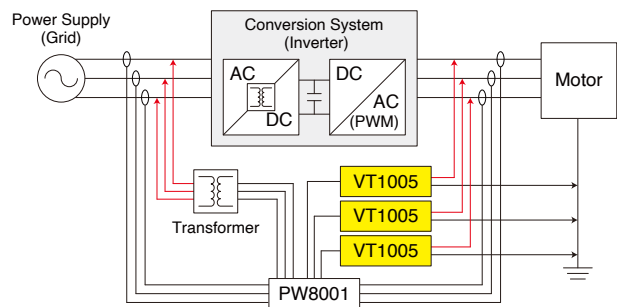 Power Supply
(Grid)
Conversion System
(Inverter)
AC
DC
DC
AC
(PWM)
Motor
Transformer
VT1005
VT1005
VT1005
PW8001